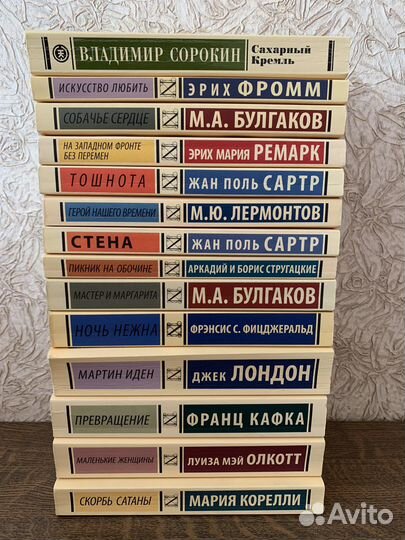 ВЛАДИМИР СОРОКИН Сахарный
Кремль
ИСКУССТВО ЛЮБИТЬ ЭРИХ ФРОММ
СОБАЧЬЕ СЕРДЦЕ М.А. БУЛГАКОВ
НА ЗАПАДНОМ ФРОНТЕ
БЕЗ ПЕРЕМЕН ЭРИХ МАРИЯ РЕМАРК
ТОШНОТА ЖАН ПОЛЬ САРТР
ГЕРОЙ НАШЕГО ВРЕМЕНИ М.Ю. ЛЕРМОНТОВ
СТЕНА ЖАН ПОЛЬ САРТР
ПИКНИК НА ОБОЧИНЕ АРКАДИЙ И БОРИС СТРУГАЦКИЕ
МАСТЕР И МАРГАРИТА М.А. БУЛГАКОВ
НОЧЬ НЕЖНА ФРЭНСИС С. ФИЦДЖЕРАЛЬД
МАРТИН ИДЕН ДЖЕК ЛОНДОН
ПРЕВРАЩЕНИЕ ФРАНЦ КАФКА
МАЛЕНЬКИЕ ЖЕНЩИНЫ ЛУИЗА МЭЙ ОЛКОТТ
СКОРБЬ САТАНЫ МАРИЯ КОРЕЛЛИ
Avito